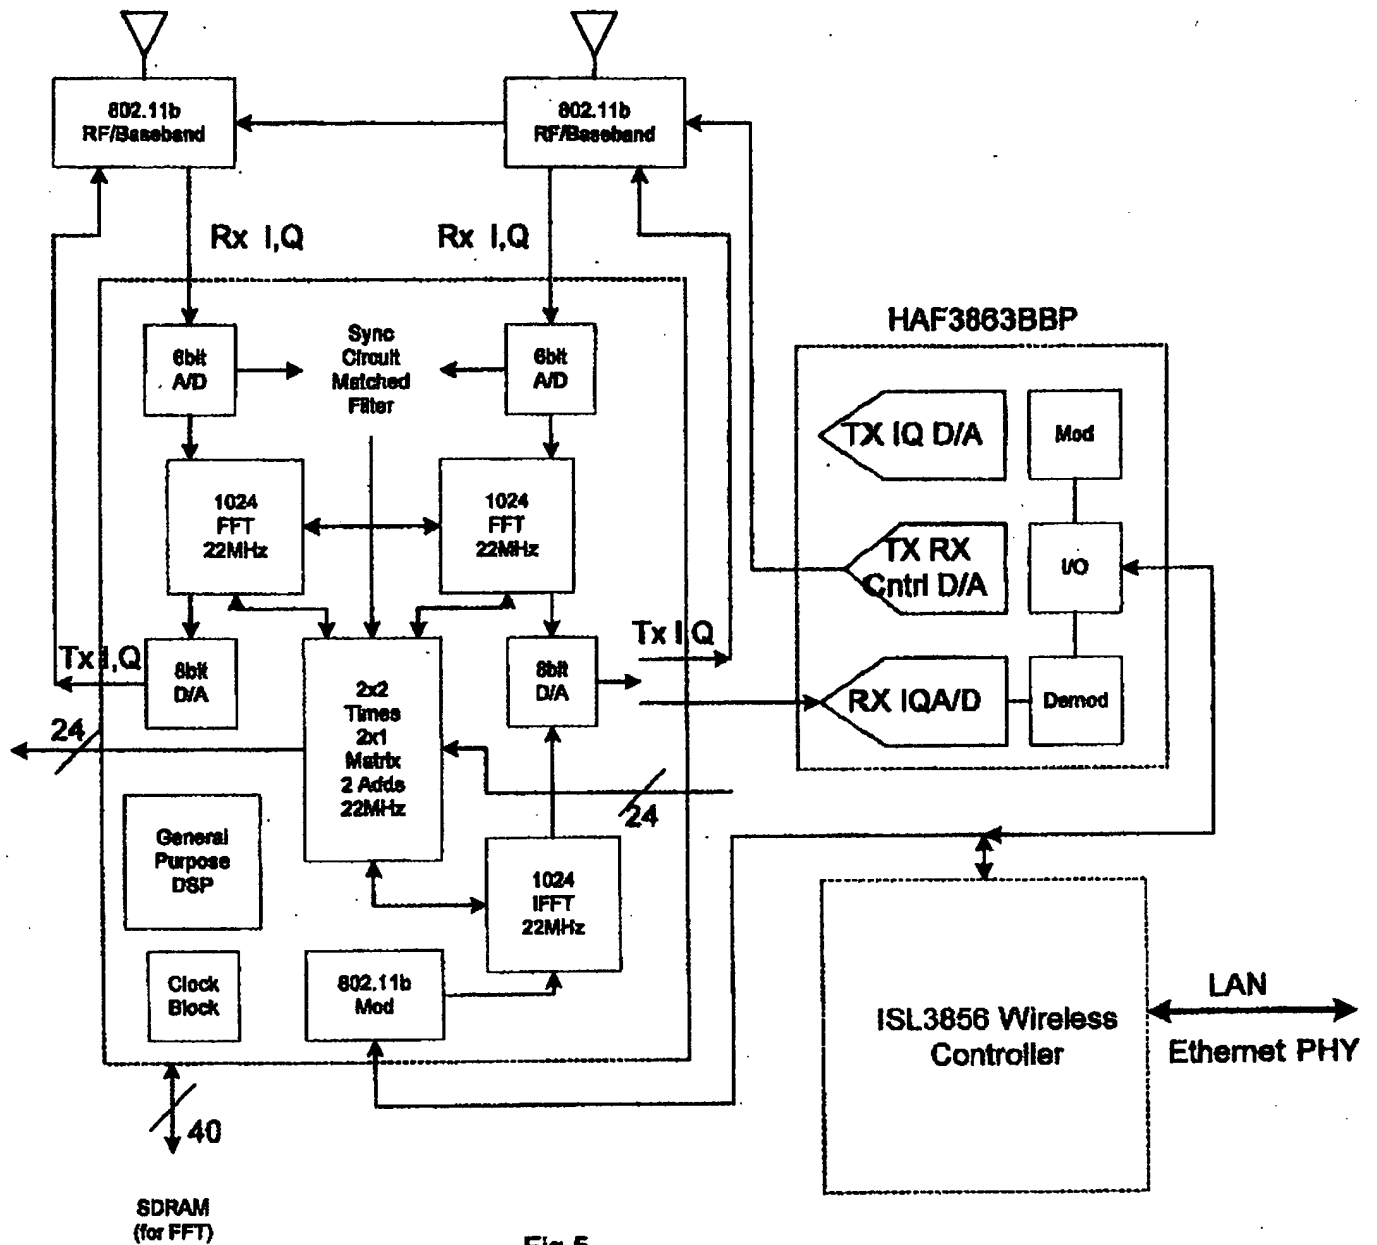 802.11b
RF/Baseband
802.11b
RF/Baseband
Rx I,Q
Rx I,Q
HAF3863BBP
6bit
A/D
Sync
Circuit
Matched
Filter
6bit
A/D
TX IQ D/A
Mod
1024
FFT
22MHz
1024
FFT
22MHz
TX RX
Cntrl D/A
I/O
Tx I,Q
8bit
D/A
2x2
Times
2x1
Matrix
2 Adds
22MHz
8bit
D/A
Tx I,Q
RX IQA/D
Demod
24
24
General
Purpose
DSP
1024
IFFT
22MHz
Clock
Block
802.11b
Mod
ISL3856 Wireless
Controller
LAN
Ethernet PHY
40
SDRAM
(for FFT)
Fig 5